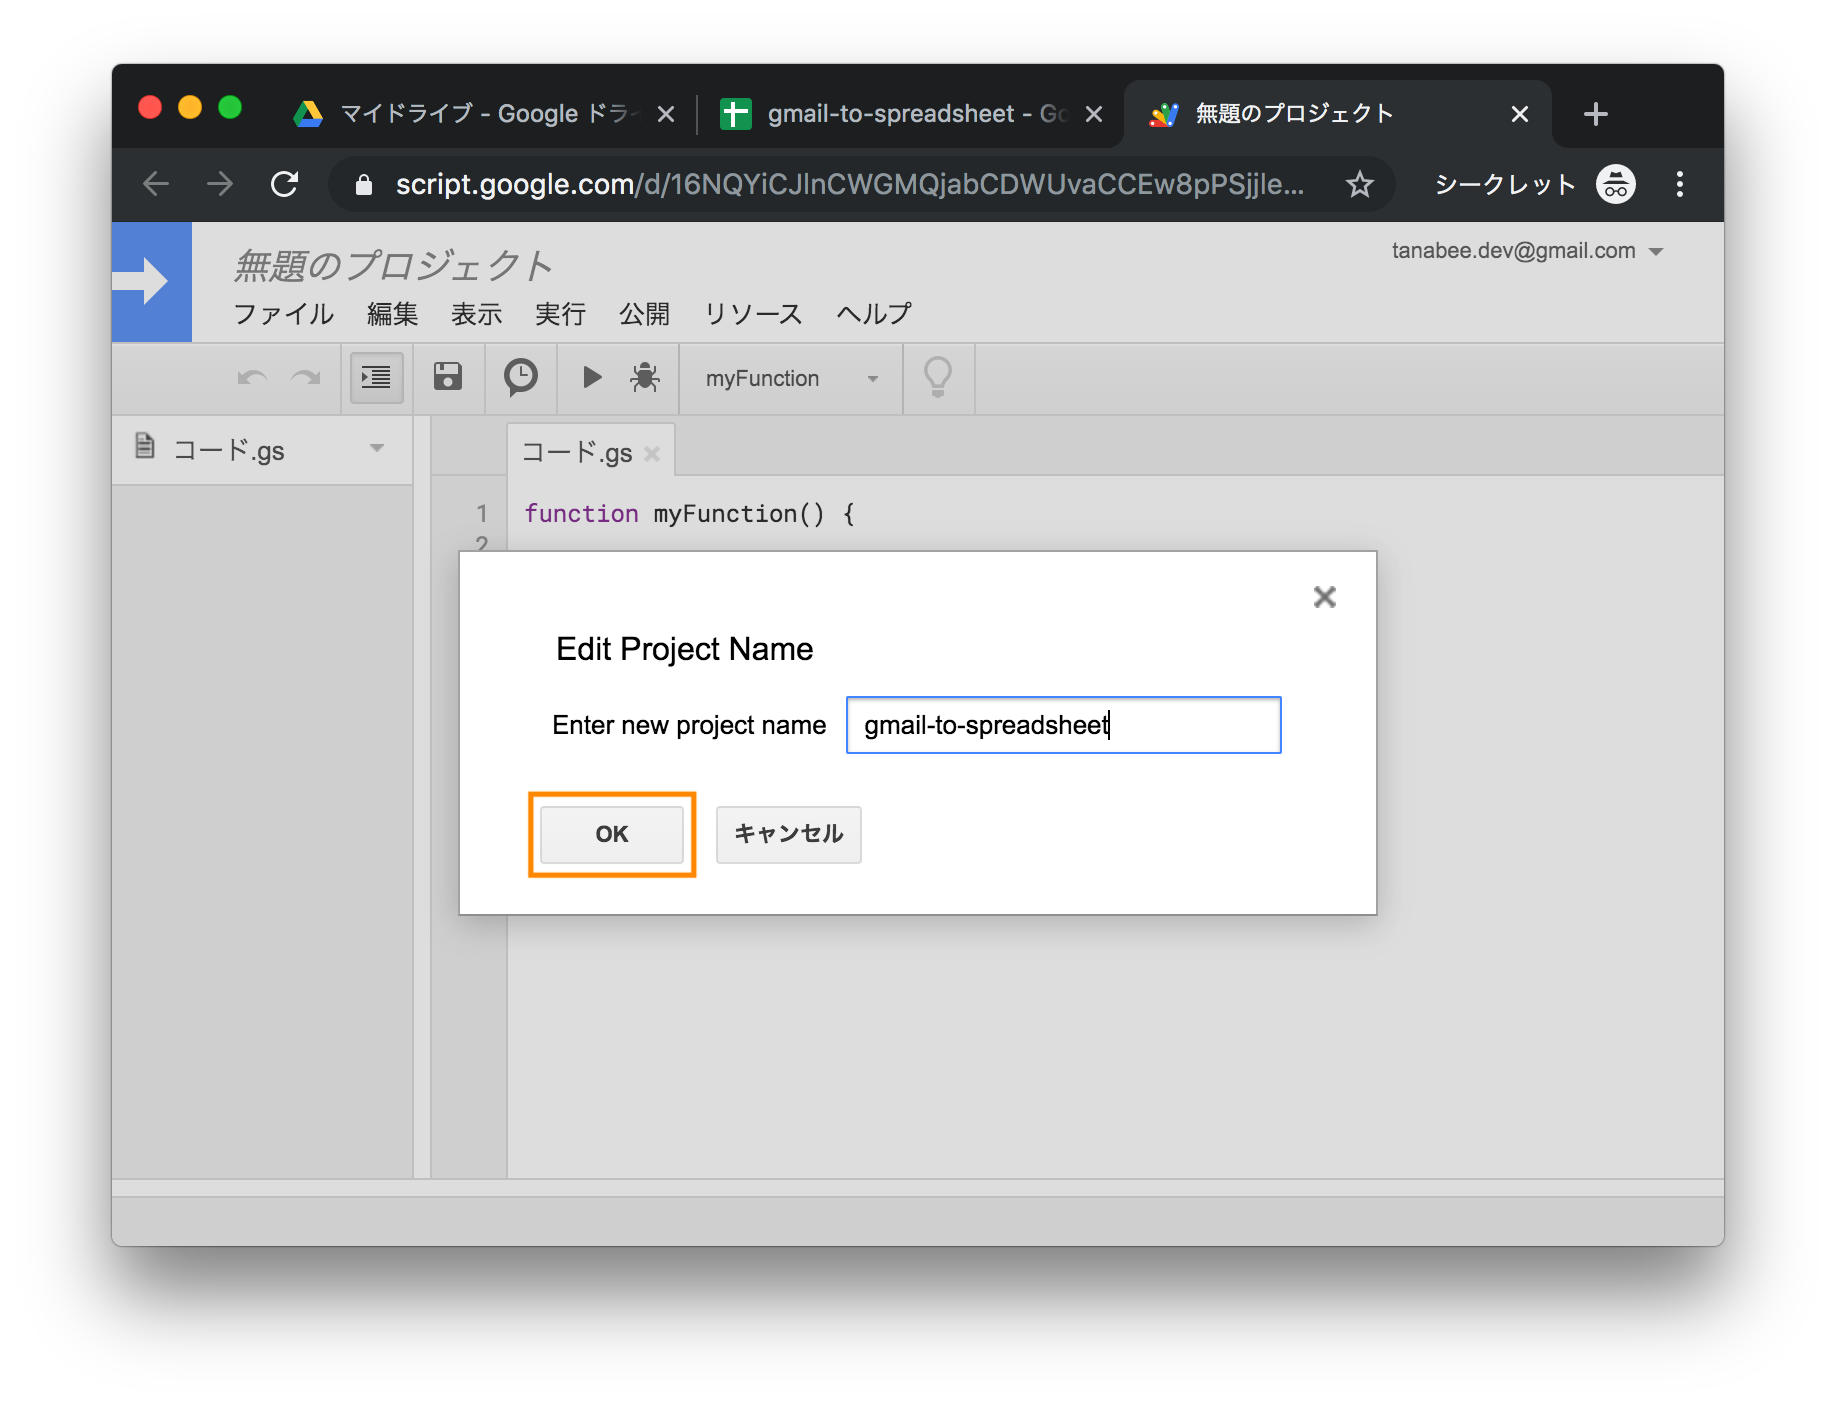 マイドライブ - Google ドライ
gmail-to-spreadsheet - Go
無題のプロジェクト
script.google.com/d/16NQYiCJlnCWGMQjabCDWUvaCCEw8pPSjjle...
シークレット
無題のプロジェクト
tanabee.dev@gmail.com
ファイル 編集 表示 実行 公開 リソース ヘルプ
myFunction
コード.gs
コード.gs
1 function myFunction() {
2
Edit Project Name
Enter new project name gmail-to-spreadsheet
OK キャンセル